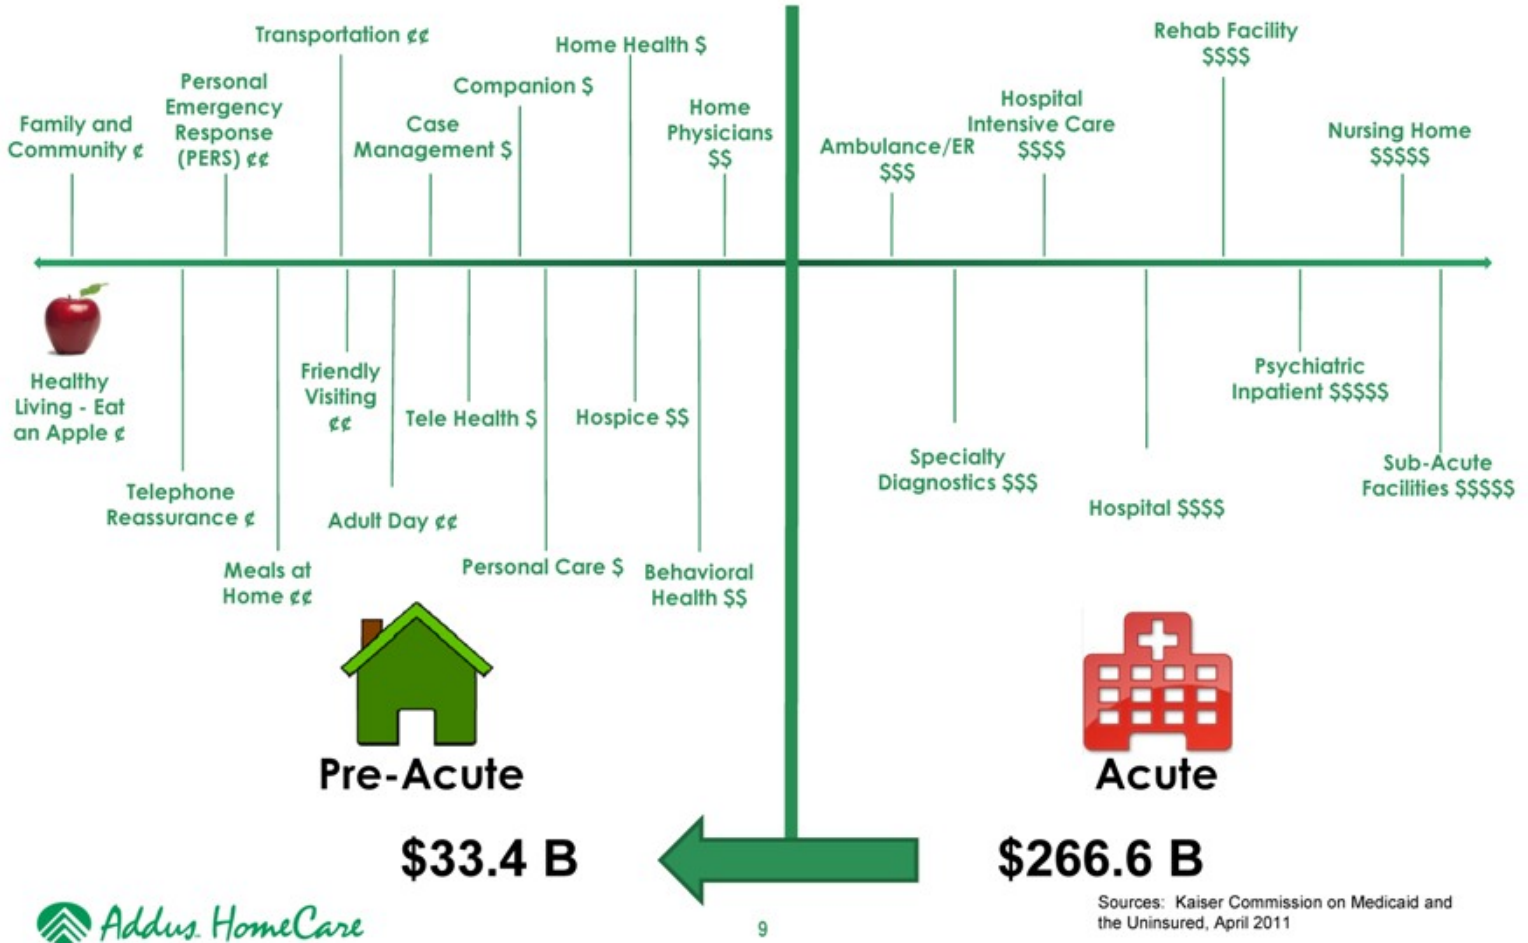 Transportation ¢¢
Home Health $
Rehab Facility
$$$$
Personal
Emergency
Response
(PERS) ¢¢
Companion $
Family and
Community ¢
Case
Management $
Home
Physicians
$$
Ambulance/ER
$$$
Hospital
Intensive Care
$$$$
Nursing Home
$$$$$
Healthy
Living - Eat
an Apple ¢
Telephone
Reassurance ¢
Meals at
Home ¢¢
Friendly
Visiting
¢¢
Adult Day ¢¢
Tele Health $
Personal Care $
Hospice $$
Behavioral
Health $$
Specialty
Diagnostics $$$
Hospital $$$$
Psychiatric
Inpatient $$$$$
Sub-Acute
Facilities $$$$$
Pre-Acute
Acute
$33.4 B
$266.6 B
Addus HomeCare
9
Sources: Kaiser Commission on Medicaid and
the Uninsured, April 2011